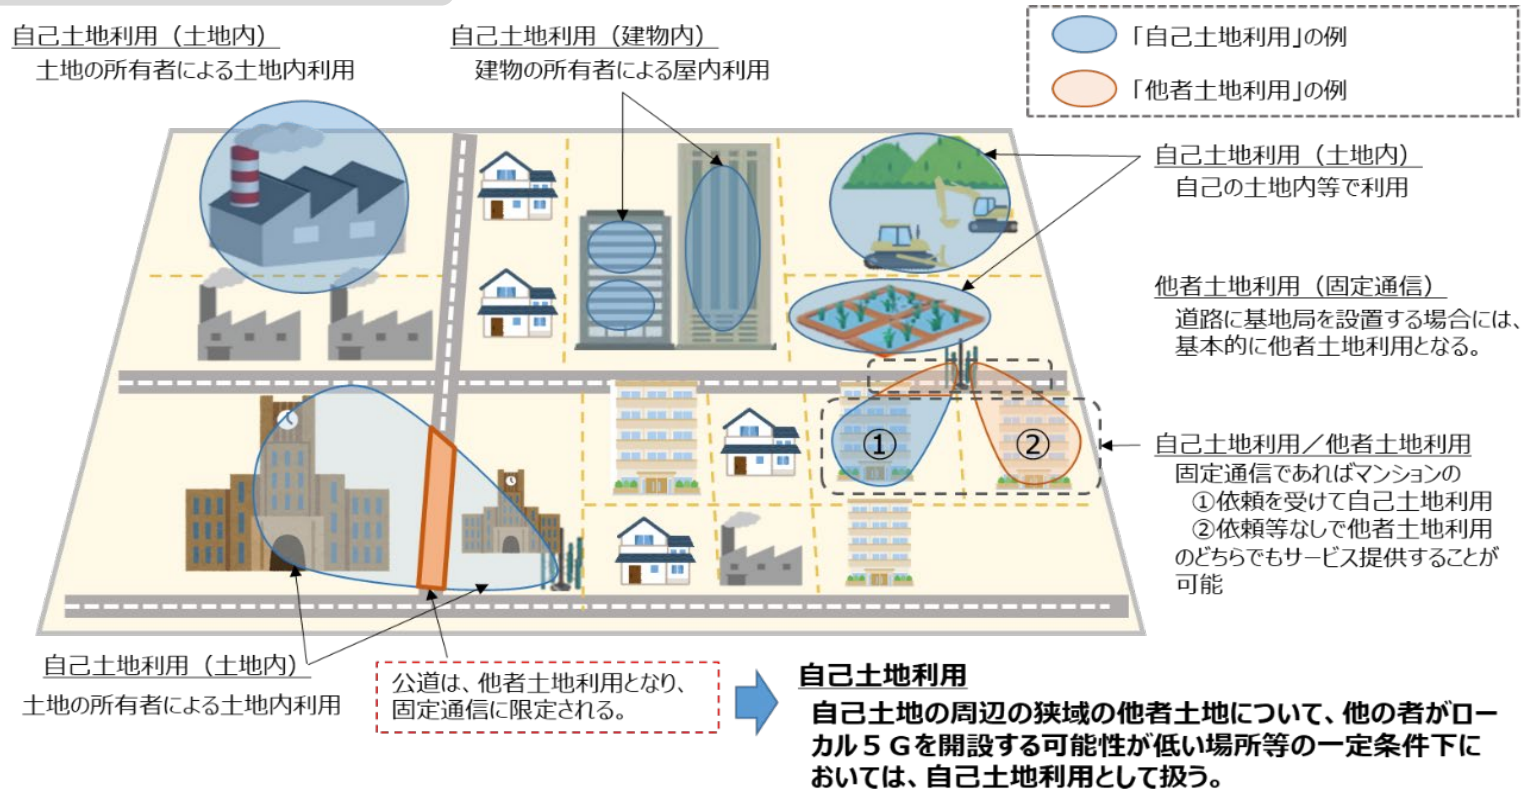 自己土地利用（土地内）
土地の所有者による土地内利用
自己土地利用（建物内）
建物の所有者による屋内利用
「自己土地利用」の例
「他者土地利用」の例
自己土地利用（土地内）
自己の土地内等で利用
他者土地利用（固定通信）
道路に基地局を設置する場合には、
基本的に他者土地利用となる。
①
②
自己土地利用／他者土地利用
固定通信であればマンションの
①依頼を受けて自己土地利用
②依頼等なしで他者土地利用
のどちらでもサービス提供することが
可能
自己土地利用（土地内）
土地の所有者による土地内利用
公道は、他者土地利用となり、
固定通信に限定される。
自己土地利用
自己土地の周辺の狭域の他者土地について、他の者がロー
カル５Ｇを開設する可能性が低い場所等の一定条件下に
おいては、自己土地利用として扱う。